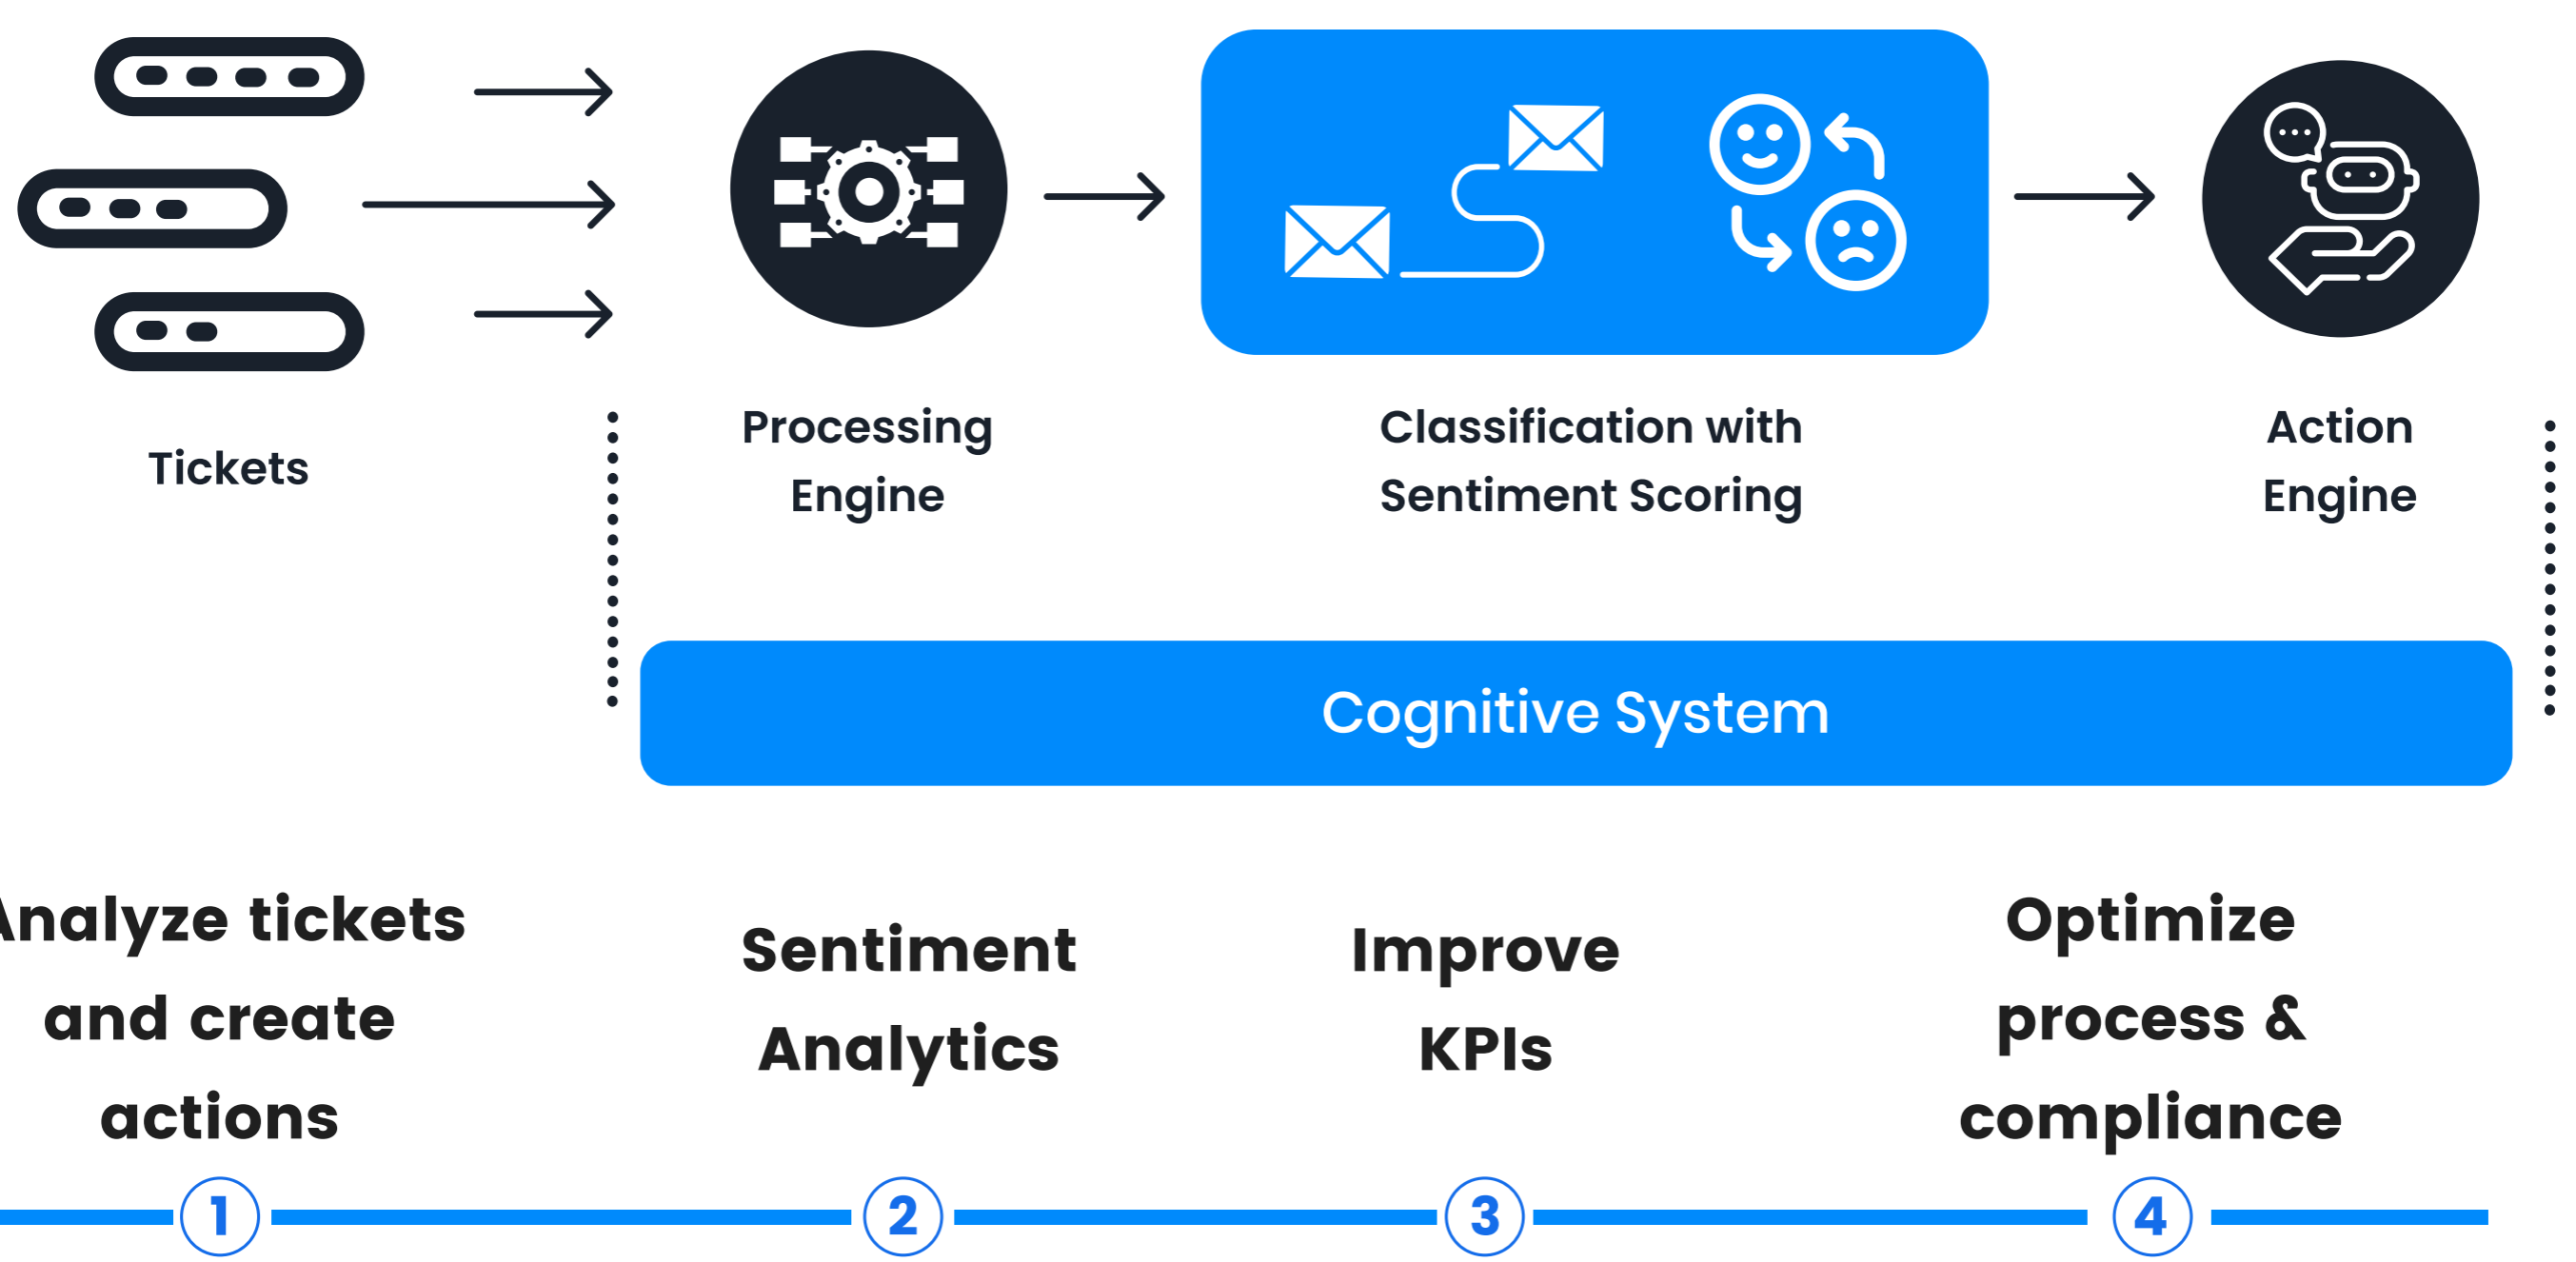 Tickets
Processing
Engine
Classification with
Sentiment Scoring
Action
Engine
Cognitive System
Analyze tickets
and create
actions
Sentiment
Analytics
Improve
KPIs
Optimize
process &
compliance
1
2
3
4